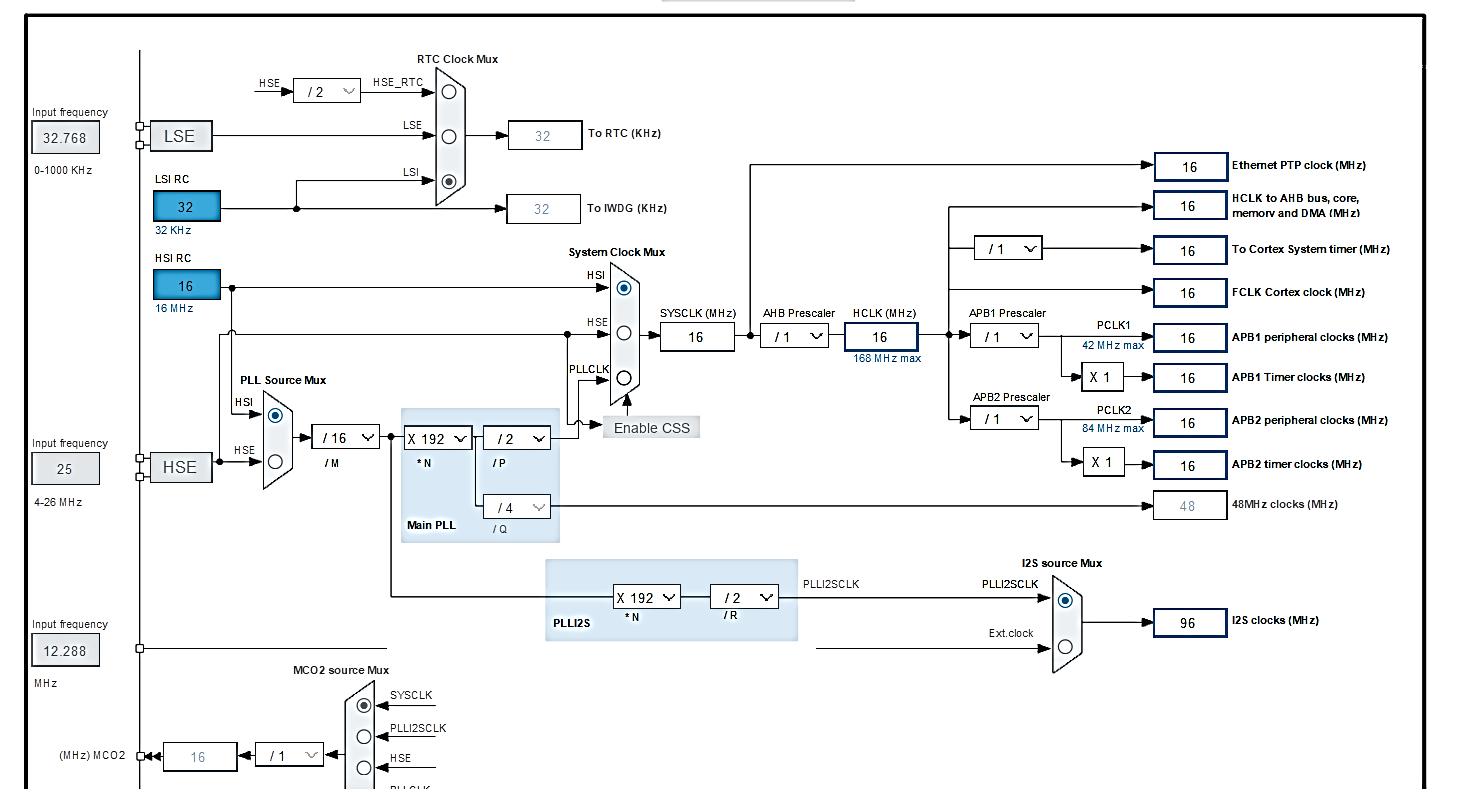 RTC Clock Mux
HSE
/ 2
HSE_RTC
Input frequency
32.768
0-1000 KHz
LSE
LSE
32
To RTC (KHz)
LSI RC
LSI
32
32 KHz
32
To IWDG (KHz)
16
Ethernet PTP clock (MHz)
16
HCLK to AHB bus, core,
memory and DMA (MHz)
/ 1
16
To Cortex System timer (MHz)
System Clock Mux
HSI RC
HSI
16
16 MHz
16
FCLK Cortex clock (MHz)
HSE
SYSCLK (MHz)
16
AHB Prescaler
/ 1
HCLK (MHz)
16
168 MHz max
APB1 Prescaler
/ 1
PCLK1
42 MHz max
16
APB1 peripheral clocks (MHz)
PLLCLK
X 1
16
APB1 Timer clocks (MHz)
PLL Source Mux
HSI
APB2 Prescaler
/ 1
PCLK2
84 MHz max
16
APB2 peripheral clocks (MHz)
Enable CSS
Input frequency
25
4-26 MHz
HSE
HSE
/ 16
/ M
X 192
* N
/ 2
/ P
X 1
16
APB2 timer clocks (MHz)
/ 4
/ Q
Main PLL
48
48MHz clocks (MHz)
I2S source Mux
X 192
* N
/ 2
/ R
PLLI2S
PLLI2SCLK
PLLI2SCLK
96
I2S clocks (MHz)
Input frequency
12.288
MHz
Ext.clock
MCO2 source Mux
SYSCLK
PLLI2SCLK
HSE
PLLCLK
(MHz) MCO2
16
/ 1